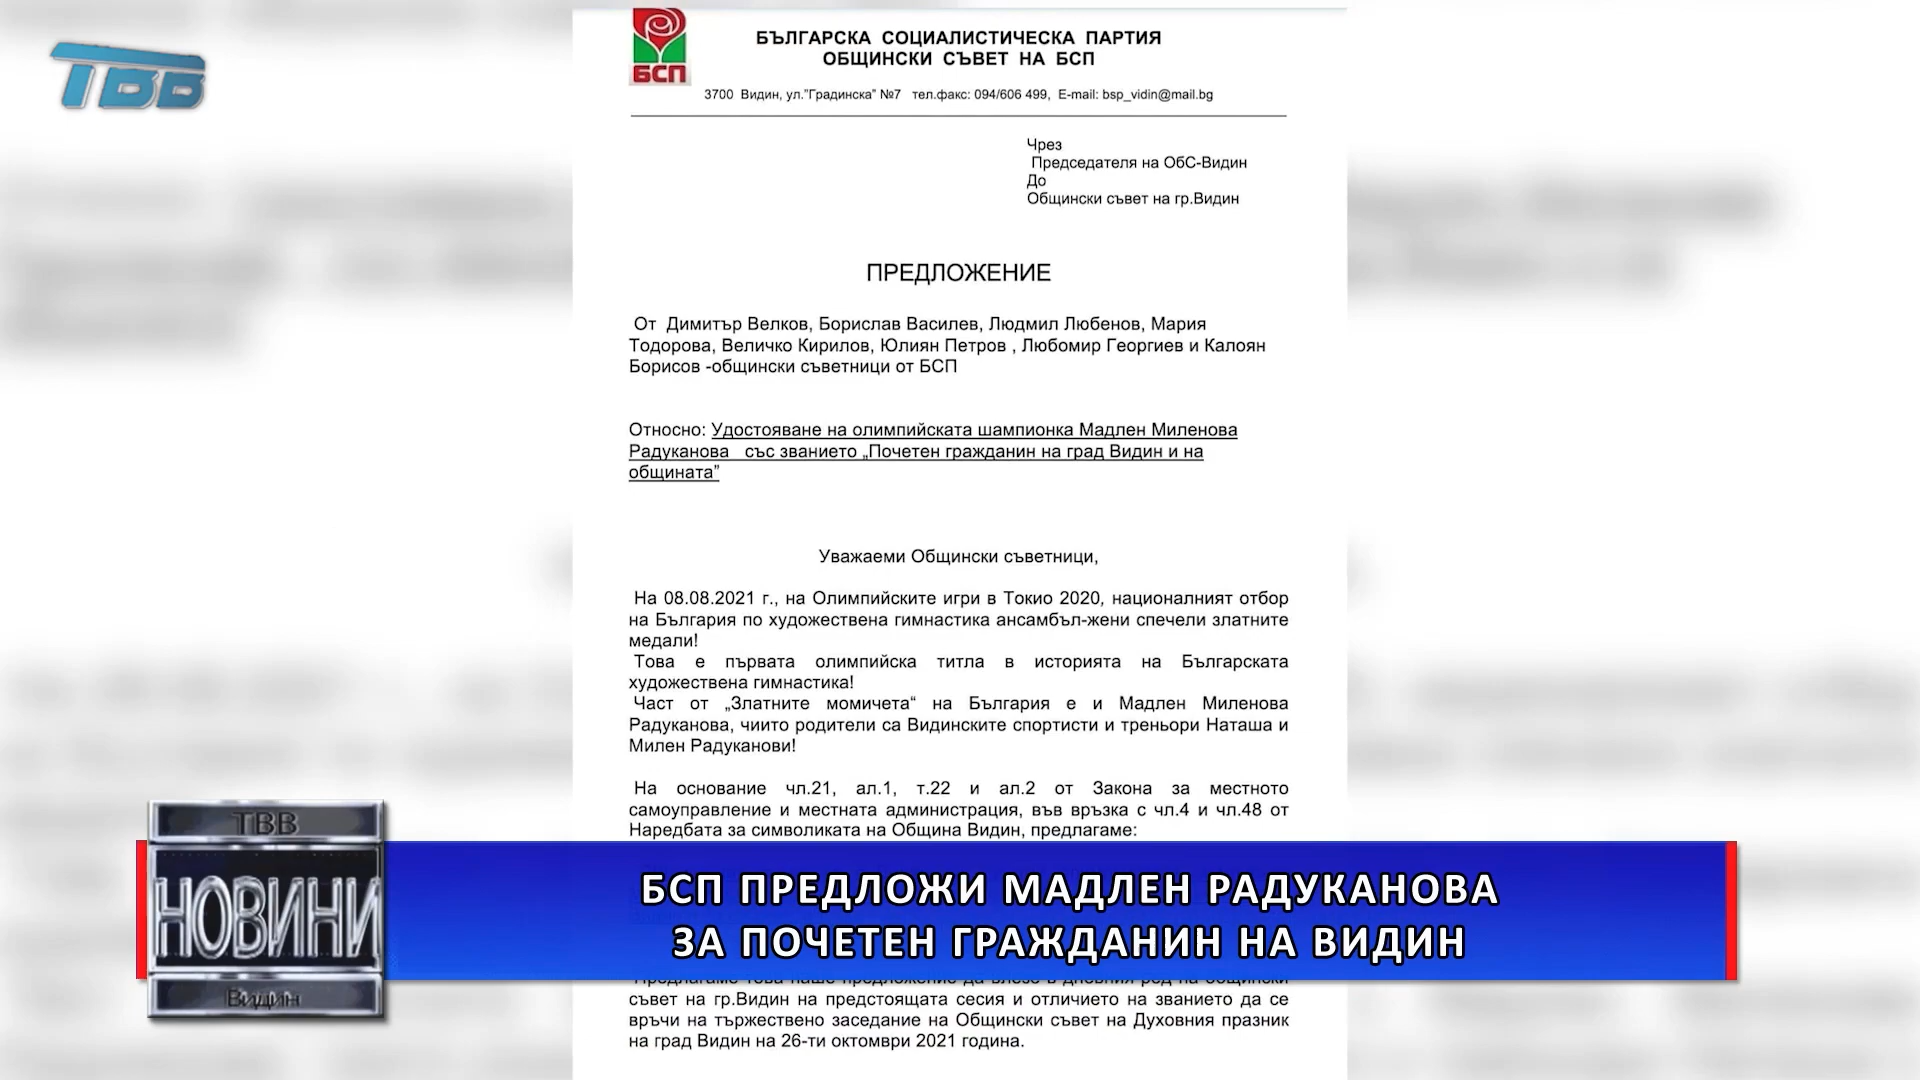 ТВВ
БСП
БЪЛГАРСКА СОЦИАЛИСТИЧЕСКА ПАРТИЯ
ОБЩИНСКИ СЪВЕТ НА БСП
3700 Видин, ул."Градинска" №7 тел.факс: 094/606 499, E-mail: bsp_vidin@mail.bg
Чрез
Председателя на ОбС-Видин
До
Общински съвет на гр.Видин
ПРЕДЛОЖЕНИЕ
От Димитър Велков, Борислав Василев, Людмил Любенов, Мария
Тодорова, Величко Кирилов, Юлиян Петров , Любомир Георгиев и Калоян
Борисов -общински съветници от БСП
Относно: Удостояване на олимпийската шампионка Мадлен Миленова
Радуканова със званието „Почетен гражданин на град Видин и на
общината”
Уважаеми Общински съветници,
На 08.08.2021 г., на Олимпийските игри в Токио 2020, националният отбор
на България по художествена гимнастика ансамбъл-жени спечели златните
медали!
Това е първата олимпийска титла в историята на Българската
художествена гимнастика!
Част от „Златните момичета“ на България е и Мадлен Миленова
Радуканова, чиито родители са Видинските спортисти и треньори Наташа и
Милен Радуканови!
На основание чл.21, ал.1, т.22 и ал.2 от Закона за местното
самоуправление и местната администрация, във връзка с чл.4 и чл.48 от
Наредбата за символиката на Община Видин, предлагаме:
ТВВ
НОВИНИ
Видин
БСП ПРЕДЛОЖИ МАДЛЕН РАДУКАНОВА
ЗА ПОЧЕТЕН ГРАЖДАНИН НА ВИДИН
Предлагаме това наше предложение да влезе в дневния ред на общински
съвет на гр.Видин на предстоящата сесия и отличието на званието да се
връчи на тържествено заседание на Общински съвет на Духовния празник
на град Видин на 26-ти октомври 2021 година.